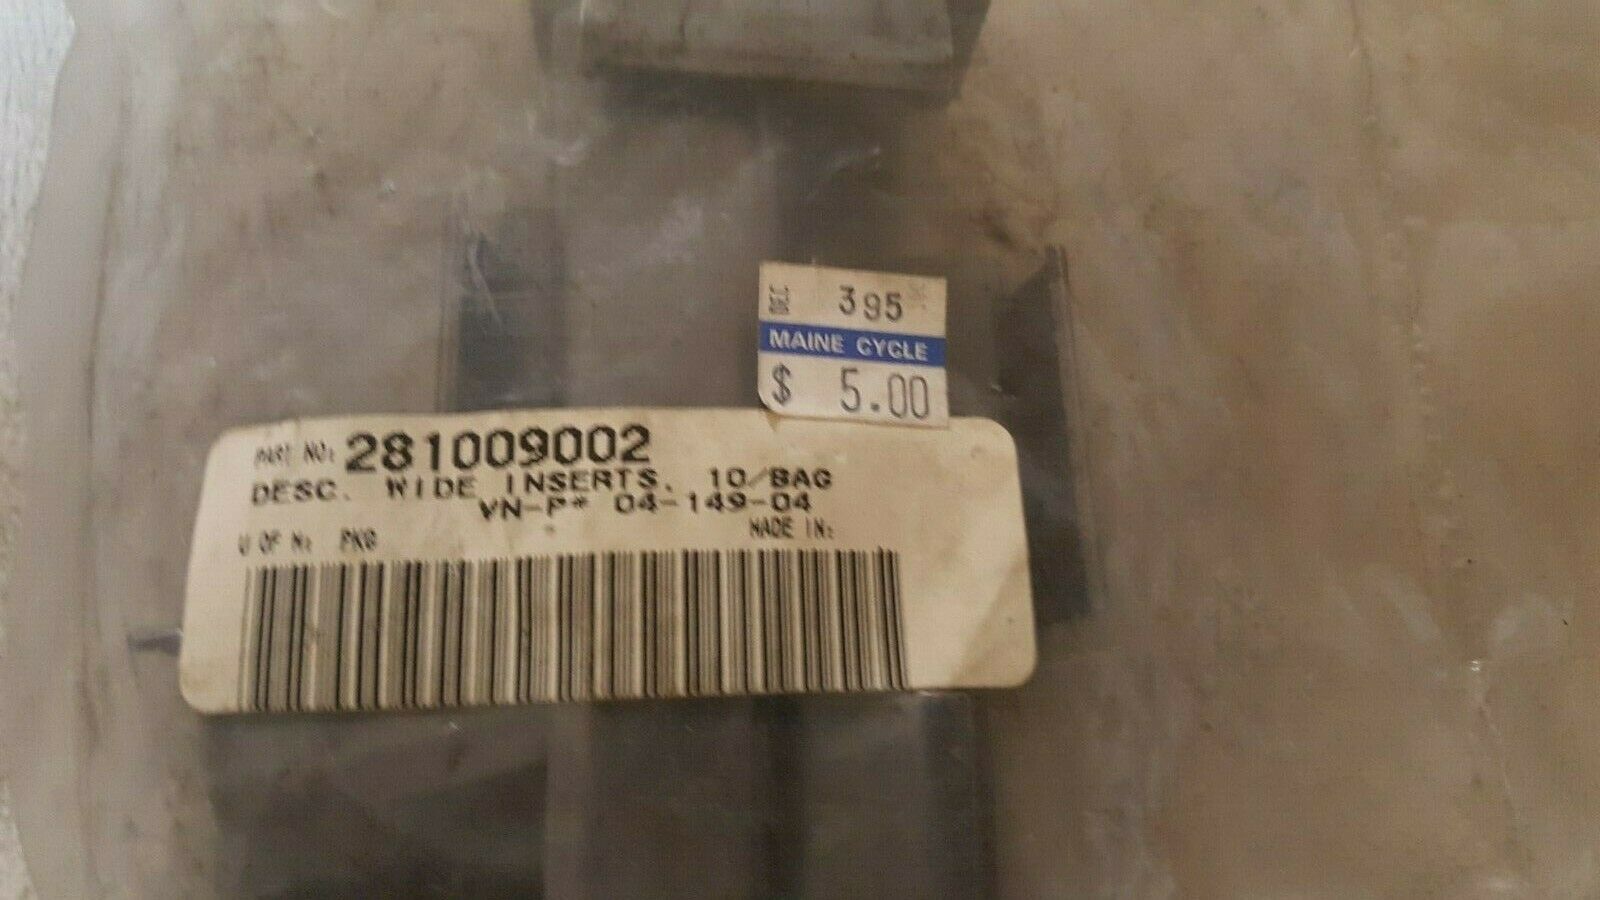 395
MAINE CYCLE
$ 5.00
PART NO: 281009002
DESC. WIDE INSERTS. 10/BAG
VN-P* 04-149-04
U OF M: PKG MADE IN: